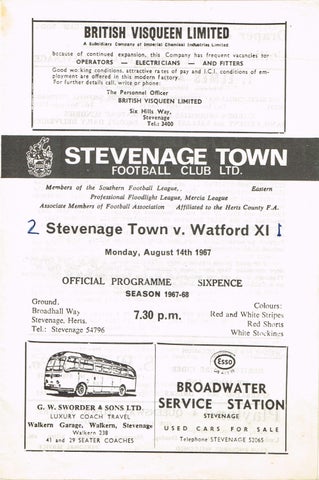 BRITISH VISQUEEN LIMITED
A Subsidiary Company of Imperial Chemical Industries Limited
because of continued expansion, this Company has frequent vacancies for
OPERATORS - ELECTRICIANS - AND FITTERS
Good working conditions, attractive rates of pay and I.C.I. conditions of em-
ployment are offered in this modern factory.
For further details call, write or phone:
The Personnel Officer
BRITISH VISQUEEN LIMITED
Six Hills Way,
Stevenage
Tel.: 3400
STEVENAGE TOWN
FOOTBALL CLUB LTD.
Members of the Southern Football League, . Eastern
Professional Floodlight League, Mercia League
Associate Members of Football Association Affiliated to the Herts County F.A.
2 Stevenage Town v. Watford XI 1
Monday, August 14th 1967
OFFICIAL PROGRAMME SIXPENCE
SEASON 1967-68
Ground.
Broadhall Way
Stevenage, Herts.
Tel.: Stevenage 54796
7.30 p.m.
Colours:
Red and White Stripes
Red Shorts
White Stockings
G. W. SWORDER & SONS LTD.
LUXURY COACH TRAVEL
Walkern Garage, Walkern, Stevenage
Walkern 238
41 and 29 SEATER COACHES
Esso
BROADWATER
SERVICE STATION
STEVENAGE
USED CARS FOR SALE
Telephone STEVENAGE 52065